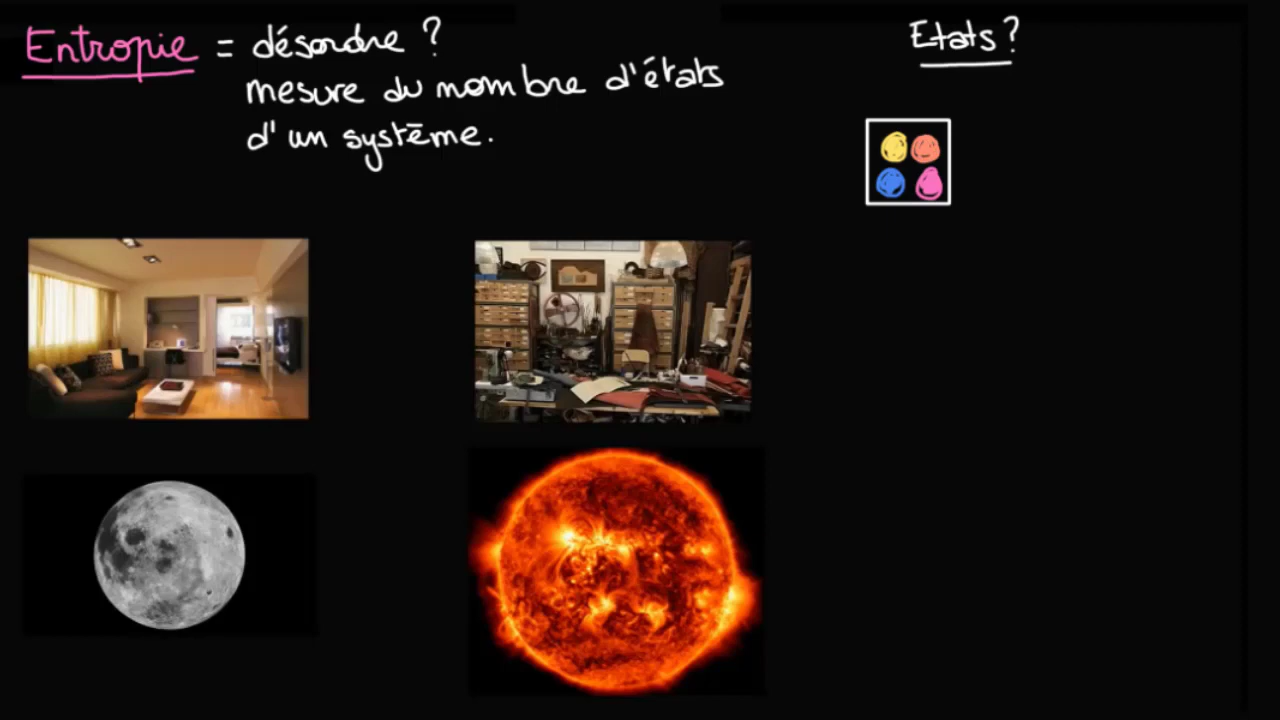 Entropie = désordre ?
mesure du nombre d'états
d'un système.
Etats ?